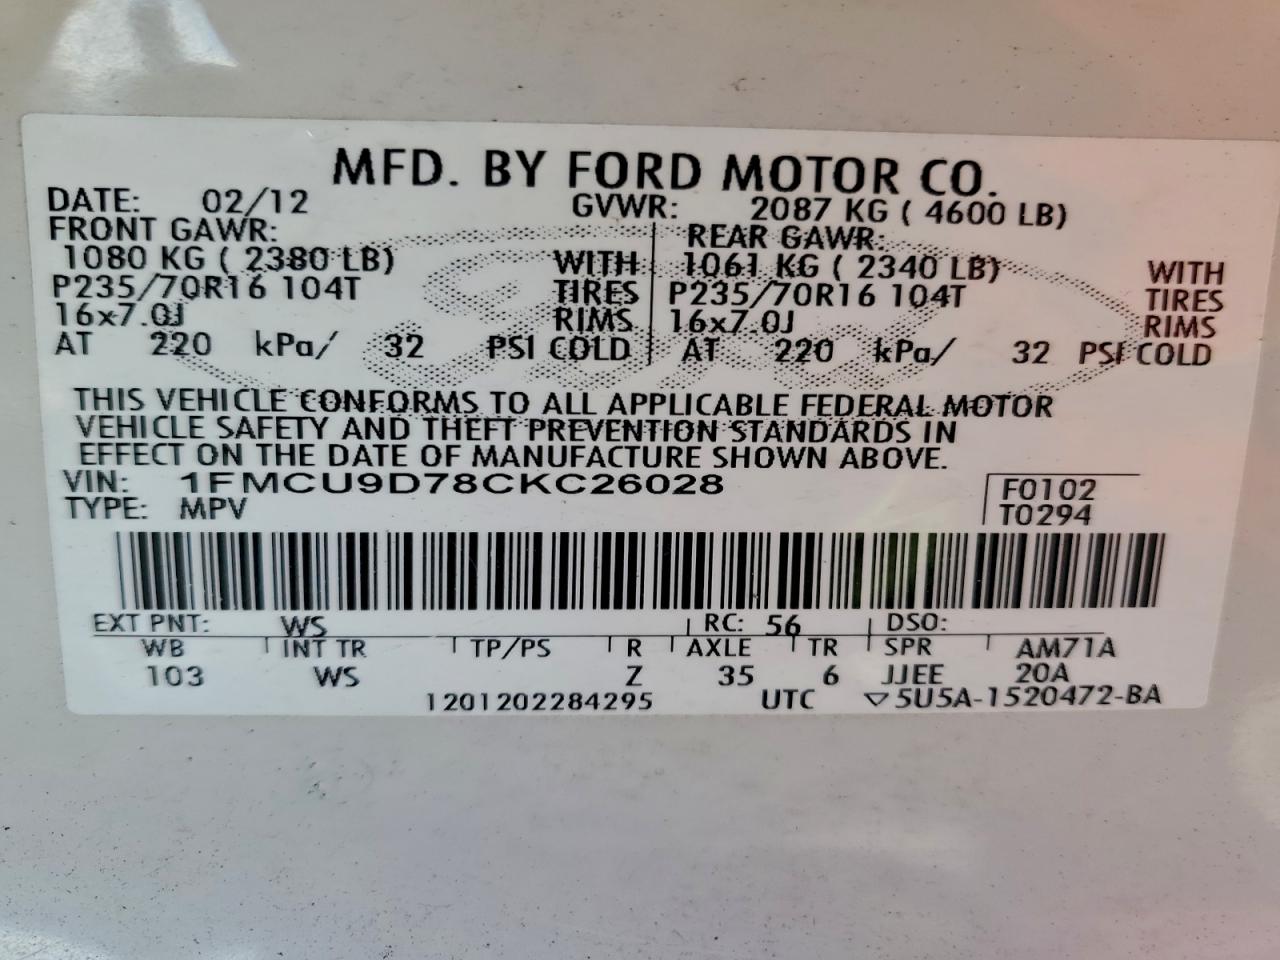 MFD. BY FORD MOTOR CO.
DATE: 02/12 GVWR: 2087 KG ( 4600 LB)
FRONT GAWR: REAR GAWR:
1080 KG ( 2380 LB) WITH 1061 KG ( 2340 LB) WITH
P235/70R16 104T TIRES P235/70R16 104T TIRES
16x7.0J RIMS 16x7.0J RIMS
AT 220 kPa/ 32 PSI COLD AT 220 kPa/ 32 PSI COLD
THIS VEHICLE CONFORMS TO ALL APPLICABLE FEDERAL MOTOR
VEHICLE SAFETY AND THEFT PREVENTION STANDARDS IN
EFFECT ON THE DATE OF MANUFACTURE SHOWN ABOVE.
VIN: 1FMCU9D78CKC26028 F0102
TYPE: MPV T0294
EXT PNT: WS RC: 56 DSO:
WB INT TR TP/PS R AXLE TR SPR AM71A
103 WS Z 35 6 JJEE 20A
1201202284295 UTC ▽5U5A-1520472-BA